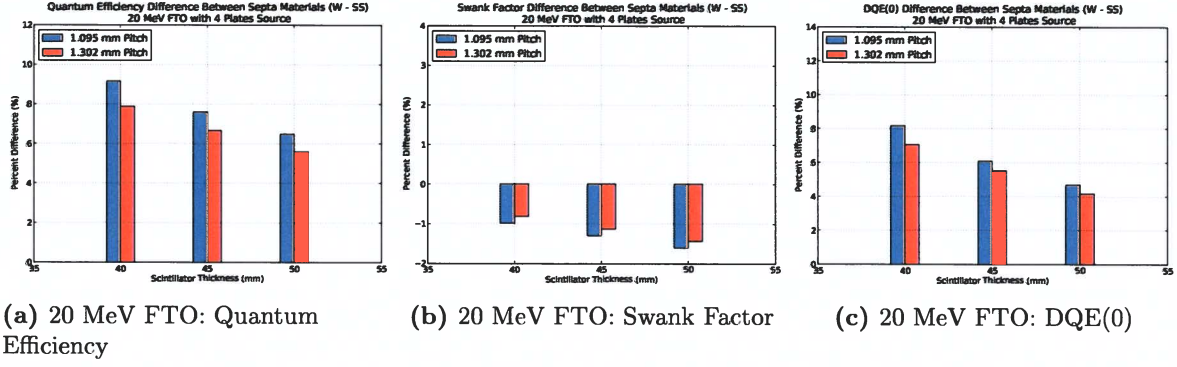 Quantum Efficiency Difference Between Septa Materials (W - SS)
20 MeV FTO with 4 Plates Source
1.095 mm Pitch
1.302 mm Pitch
Percent Difference (%)
12
10
8
6
4
2
0
35
40
45
50
55
Scintillator Thickness (mm)
Swank Factor Difference Between Septa Materials (W - SS)
20 MeV FTO with 4 Plates Source
1.095 mm Pitch
1.302 mm Pitch
Percent Difference (%)
4
3
2
1
0
−1
−2
35
40
45
50
55
Scintillator Thickness (mm)
DQE(0) Difference Between Septa Materials (W - SS)
20 MeV FTO with 4 Plates Source
1.095 mm Pitch
1.302 mm Pitch
Percent Difference (%)
14
12
10
8
6
4
2
0
35
40
45
50
55
Scintillator Thickness (mm)
(a) 20 MeV FTO: Quantum
Efficiency
(b) 20 MeV FTO: Swank Factor
(c) 20 MeV FTO: DQE(0)